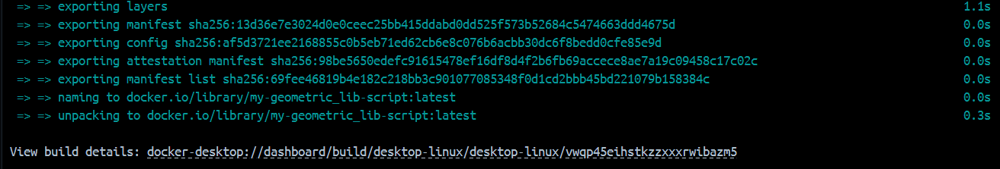 => => exporting layers 1.1s
=> => exporting manifest sha256:13d36e7e3024d0e0ceec25bb415ddabd0dd525f573b52684c5474663ddd4675d 0.0s
=> => exporting config sha256:af5d3721ee2168855c0b5eb71ed62cb6e8c076b6acbb30dc6f8bedd0cfe85e9d 0.0s
=> => exporting attestation manifest sha256:98be5650edefc91615478ef16df8d4f2b6fb69accece8ae7a19c09458c17c02c 0.0s
=> => exporting manifest list sha256:69fee46819b4e182c218bb3c901077085348f0d1cd2bbb45bd221079b158384c 0.0s
=> => naming to docker.io/library/my-geometric_lib-script:latest 0.0s
=> => unpacking to docker.io/library/my-geometric_lib-script:latest 0.3s
View build details: docker-desktop://dashboard/build/desktop-linux/desktop-linux/vwqp45eihstkzzxxxrwibazm5